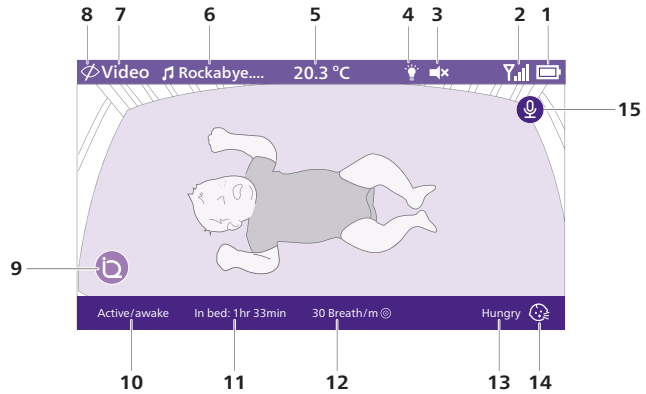 8 7 6 5 4 3 2 1
Video Rockabye.... 20.3 °C
15
9
Active/awake In bed: 1hr 33min 30 Breath/m Hungry
10 11 12 13 14